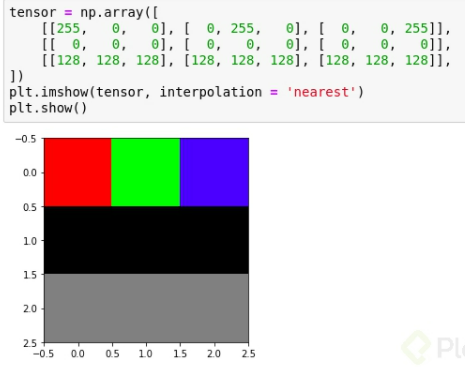 tensor = np.array([
    [[255,   0,   0], [  0, 255,   0], [  0,   0, 255]],
    [[  0,   0,   0], [  0,   0,   0], [  0,   0,   0]],
    [[128, 128, 128], [128, 128, 128], [128, 128, 128]],
])
plt.imshow(tensor, interpolation = 'nearest')
plt.show()
−0.5
0.0
0.5
1.0
1.5
2.0
2.5
−0.5 0.0 0.5 1.0 1.5 2.0 2.5